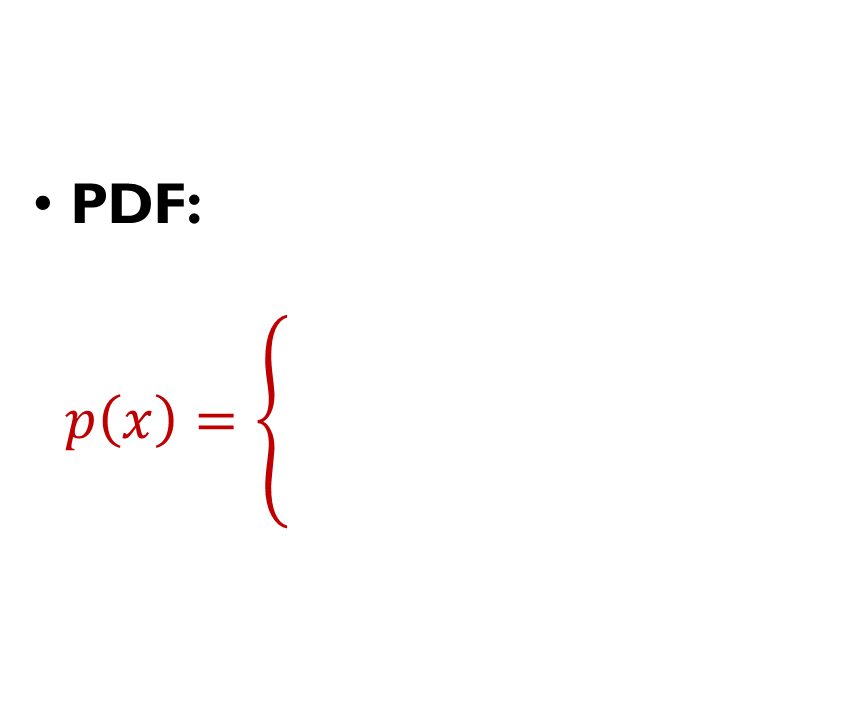 • PDF:
𝑝(𝑥) = {